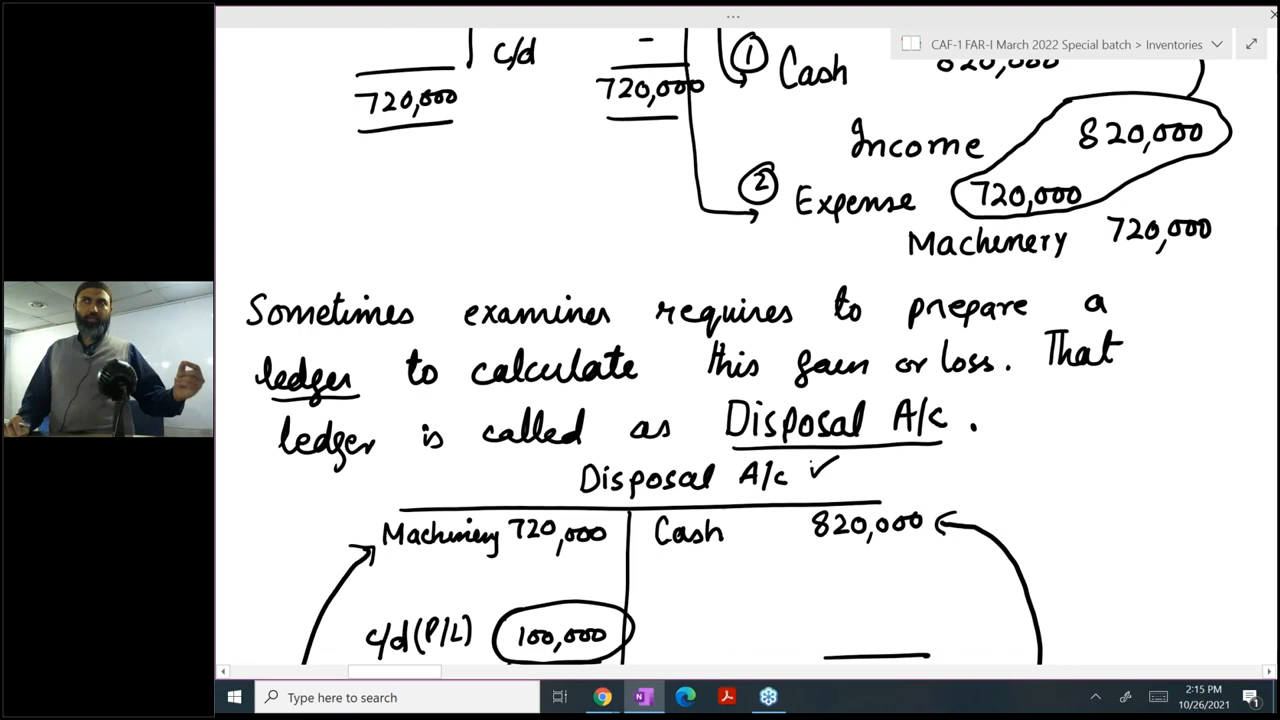 CAF-1 FAR-I March 2022 Special batch > Inventories
c/d -
720,000 720,000
① Cash 820,000
Income 820,000
② Expense 720,000
Machinery 720,000
Sometimes examiner requires to prepare a
ledger to calculate this gain or loss. That
ledger is called as Disposal A/c.
Disposal A/c ✓
Machinery 720,000 Cash 820,000
c/d (P/L) 100,000
Type here to search
2:15 PM
10/26/2021
1